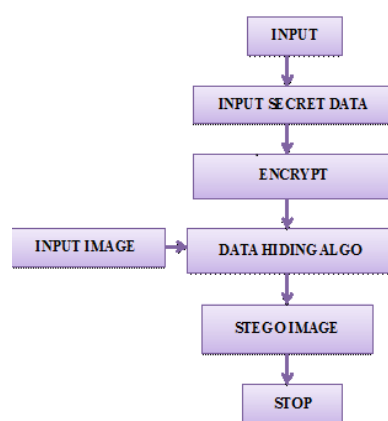 INPUT
INPUT SECRET DATA
ENCRYPT
INPUT IMAGE
DATA HIDING ALGO
STEGO IMAGE
STOP